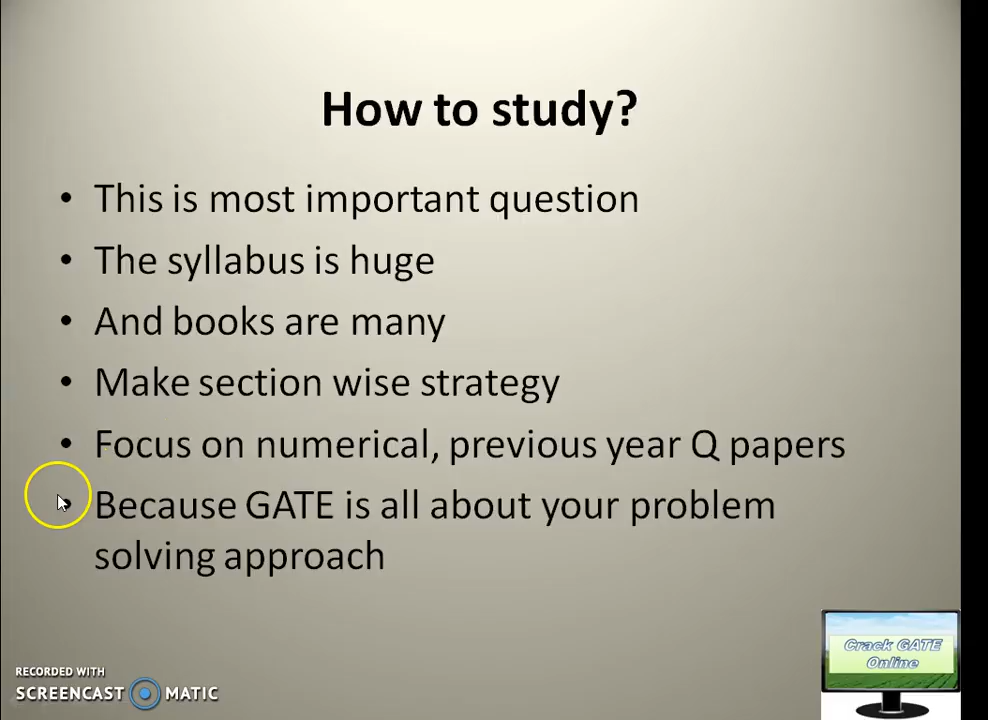 How to study?
• This is most important question
• The syllabus is huge
• And books are many
• Make section wise strategy
• Focus on numerical, previous year Q papers
• Because GATE is all about your problem
solving approach
Crack GATE
Online
RECORDED WITH
SCREENCAST MATIC